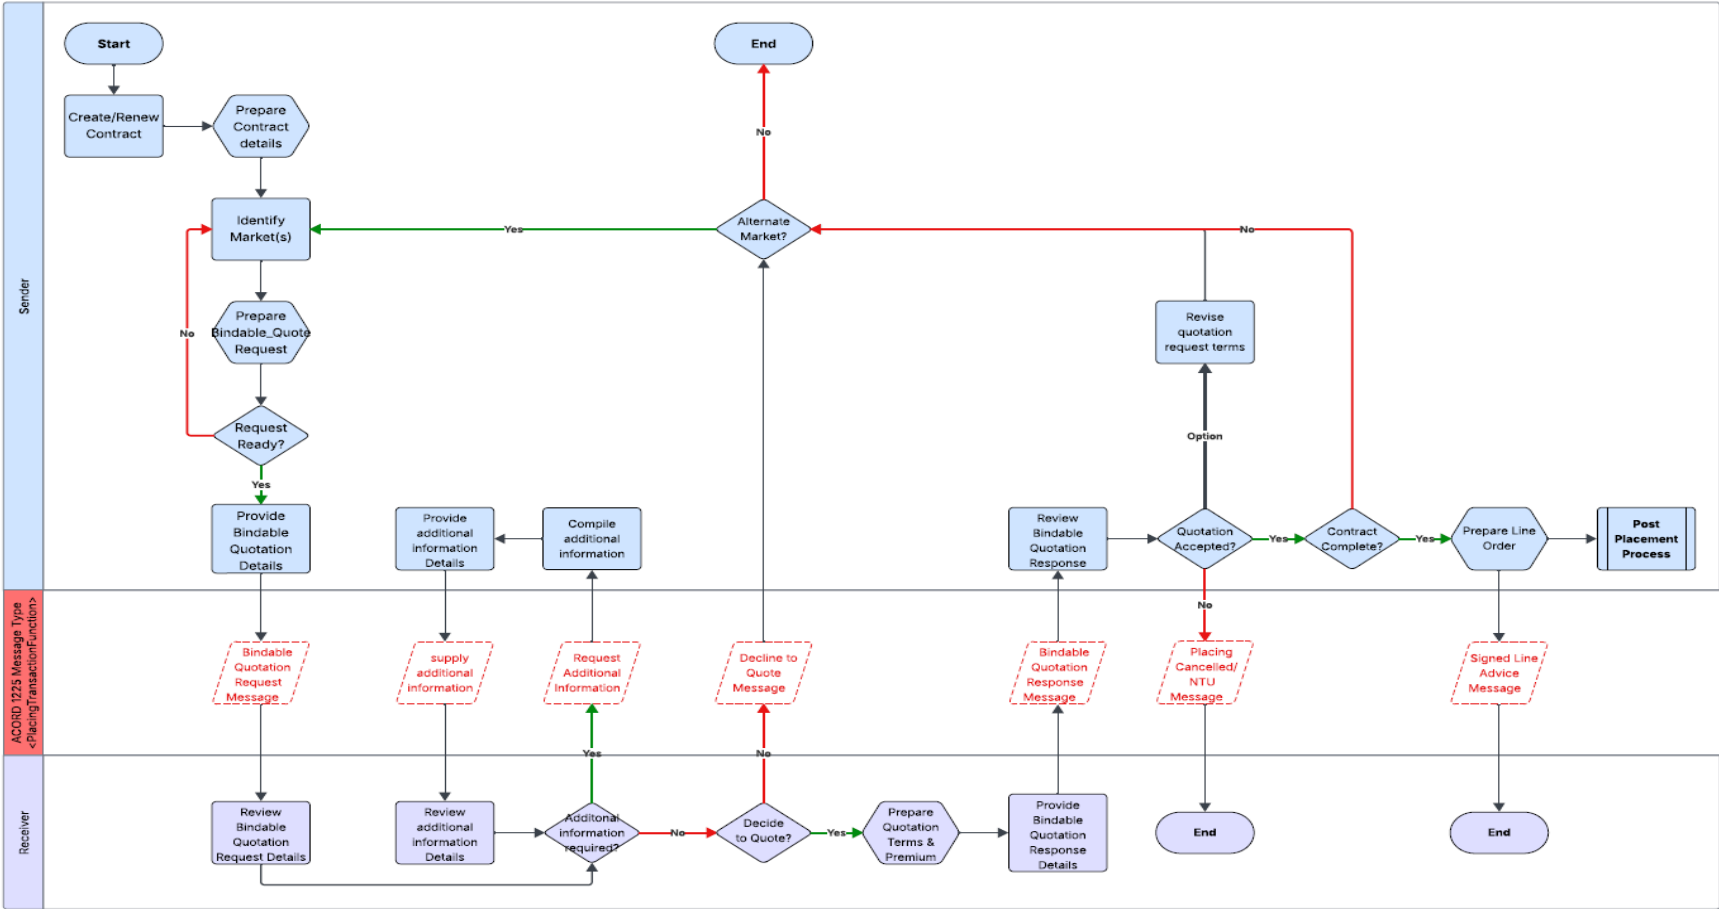 Start
End
Create/Renew
Contract
Prepare
Contract
details
No
Identify
Market(s)
Yes
Alternate
Market?
No
Prepare
Bindable_Quote
Request
No
Revise
quotation
request terms
Request
Ready?
Option
Yes
Provide
Bindable
Quotation
Details
Provide
additional
information
Details
Compile
additional
information
Review
Bindable
Quotation
Response
Quotation
Accepted?
Yes
Contract
Complete?
Yes
Prepare Line
Order
Post
Placement
Process
Sender
No
Bindable
Quotation
Request
Message
supply
additional
information
Request
Additional
Information
Decline to
Quote
Message
Bindable
Quotation
Response
Message
Placing
Cancelled/
NTU
Message
Signed Line
Advice
Message
ACORD 1225 Message Type
<PlacingTransactionFunction>
Yes
No
Review
Bindable
Quotation
Request Details
Review
additional
information
Details
Additonal
information
required?
No
Decide
to Quote?
Yes
Prepare
Quotation
Terms &
Premium
Provide
Bindable
Quotation
Response
Details
End
End
Receiver